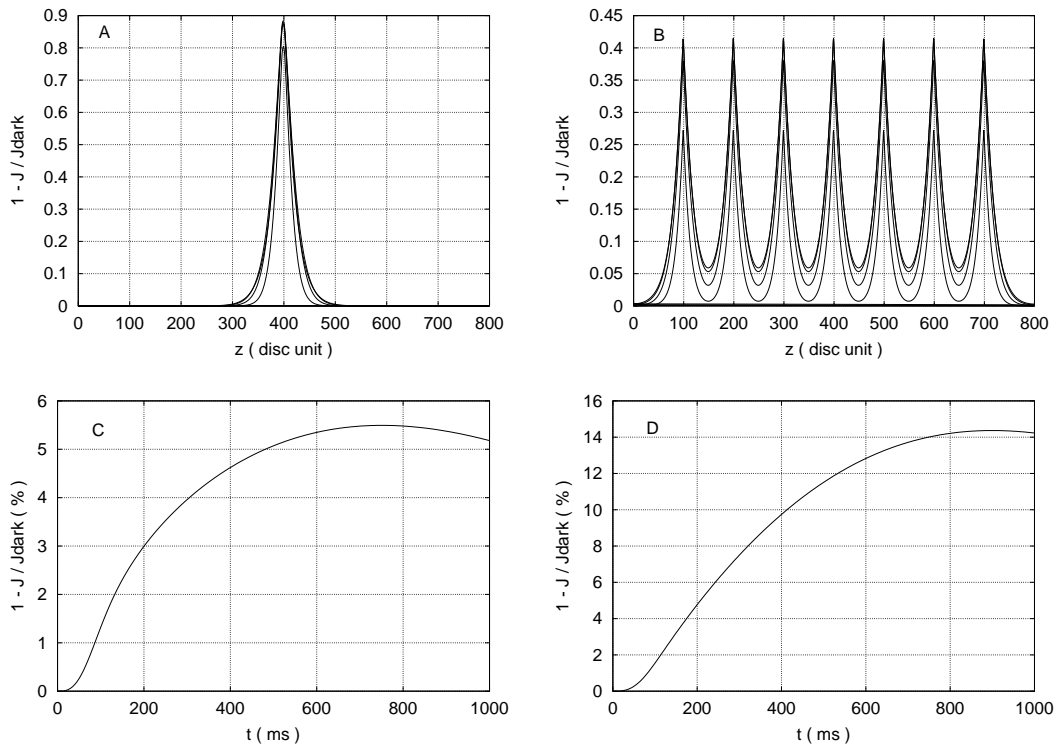 A
0.9
0.8
0.7
0.6
0.5
0.4
0.3
0.2
0.1
0
1 - J / Jdark
0 100 200 300 400 500 600 700 800
z ( disc unit )
B
0.45
0.4
0.35
0.3
0.25
0.2
0.15
0.1
0.05
0
1 - J / Jdark
0 100 200 300 400 500 600 700 800
z ( disc unit )
C
6
5
4
3
2
1
0
1 - J / Jdark ( % )
0 200 400 600 800 1000
t ( ms )
D
16
14
12
10
8
6
4
2
0
1 - J / Jdark ( % )
0 200 400 600 800 1000
t ( ms )